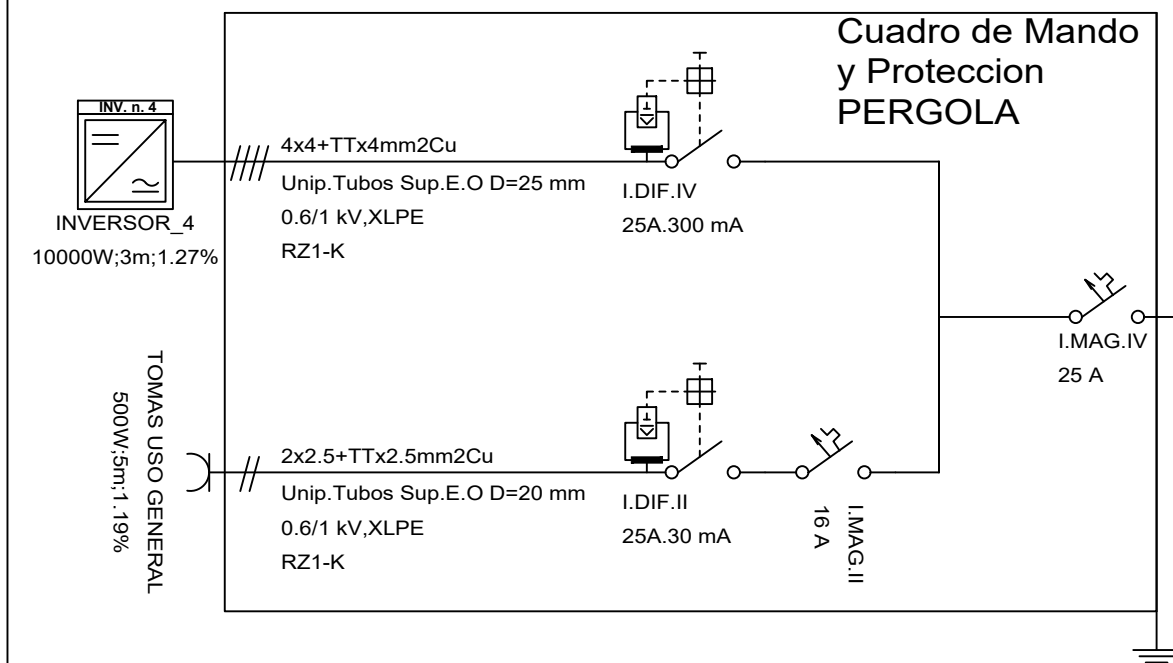 Cuadro de Mando
y Proteccion
PERGOLA
INV. n. 4
INVERSOR_4
10000W;3m;1.27%
4x4+TTx4mm2Cu
Unip.Tubos Sup.E.O D=25 mm
0.6/1 kV,XLPE
RZ1-K
I.DIF.IV
25A.300 mA
I.MAG.IV
25 A
TOMAS USO GENERAL
500W;5m;1.19%
2x2.5+TTx2.5mm2Cu
Unip.Tubos Sup.E.O D=20 mm
0.6/1 kV,XLPE
RZ1-K
I.DIF.II
25A.30 mA
I.MAG.II
16 A